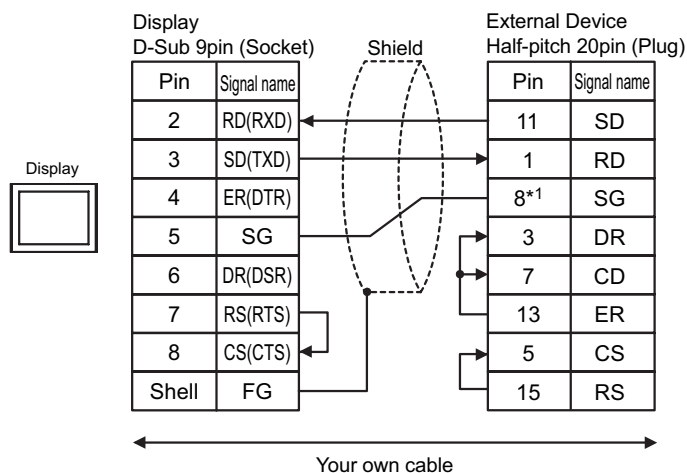 Display
D-Sub 9pin (Socket)
Shield
External Device
Half-pitch 20pin (Plug)
Pin Signal name
Pin Signal name
2 RD(RXD)
11 SD
3 SD(TXD)
1 RD
Display
4 ER(DTR)
8*1 SG
5 SG
3 DR
6 DR(DSR)
7 CD
7 RS(RTS)
13 ER
8 CS(CTS)
5 CS
Shell FG
15 RS
Your own cable